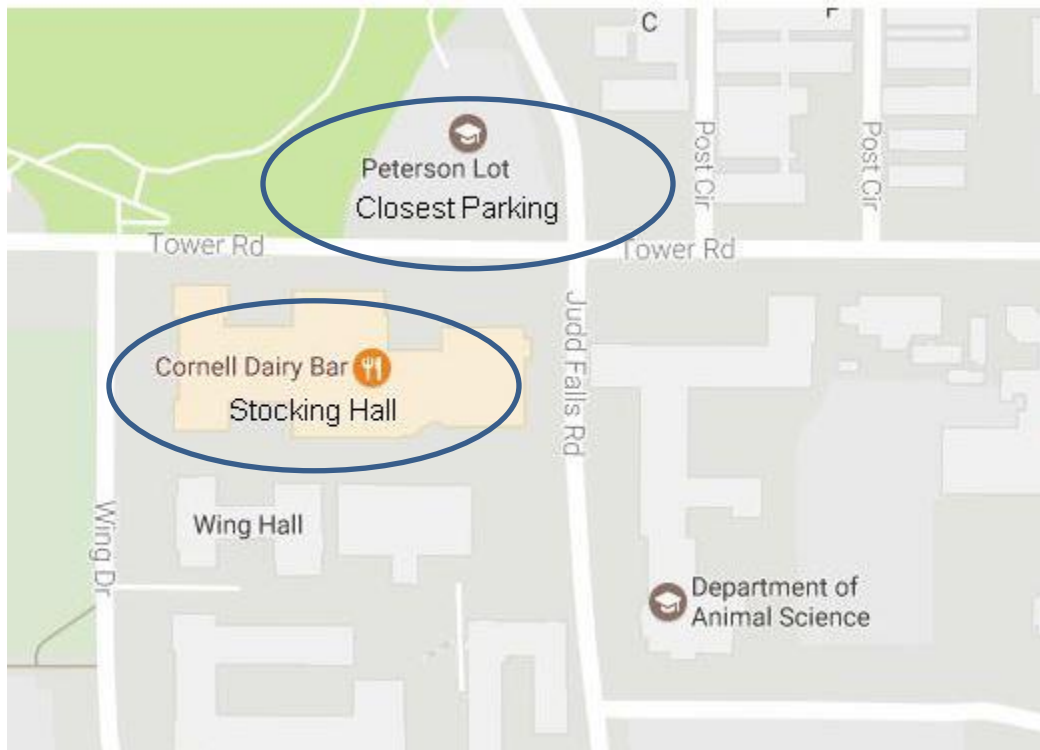 C
Post Cir
Post Cir
Peterson Lot
Closest Parking
Tower Rd
Tower Rd
Judd Falls Rd
Cornell Dairy Bar
Stocking Hall
Wing Hall
Wing Dr
Department of
Animal Science